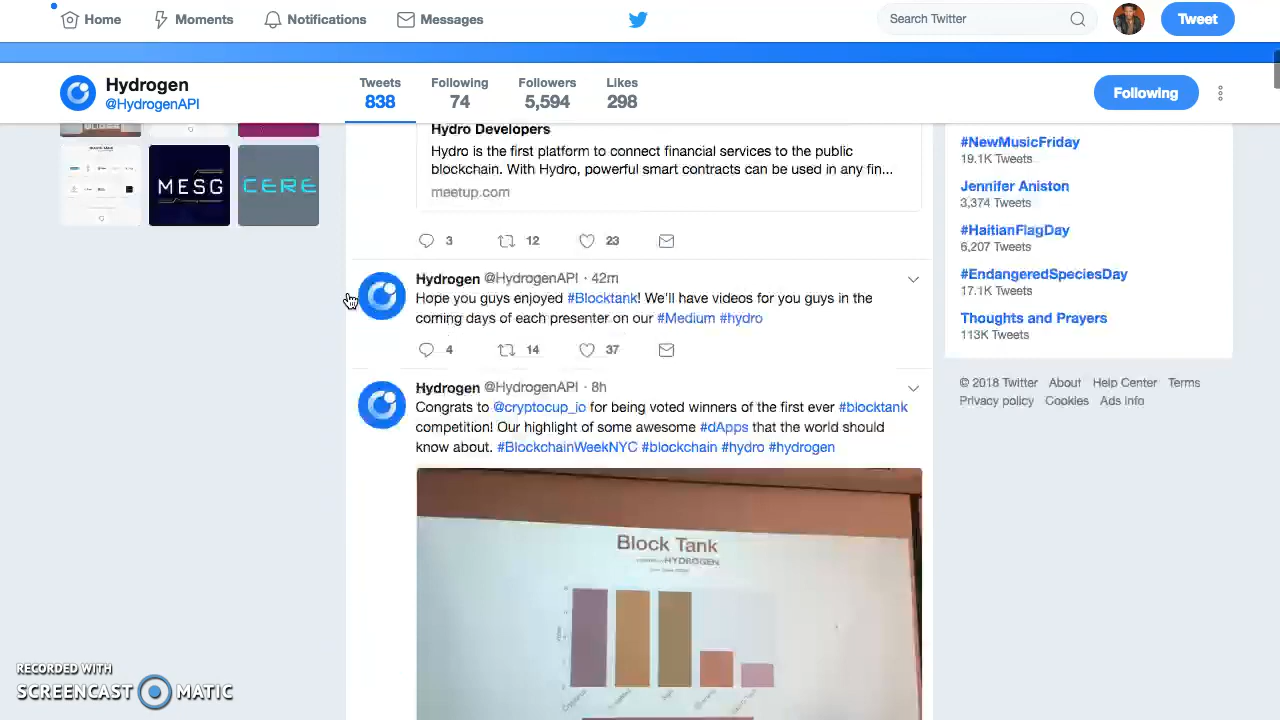 Home
Moments
Notifications
Messages
Search Twitter
Tweet
Hydrogen
@HydrogenAPI
Tweets
838
Following
74
Followers
5,594
Likes
298
Following
MESG
CERE
Hydro Developers
Hydro is the first platform to connect financial services to the public
blockchain. With Hydro, powerful smart contracts can be used in any fin...
meetup.com
3 12 23
Hydrogen @HydrogenAPI · 42m
Hope you guys enjoyed #Blocktank! We'll have videos for you guys in the
coming days of each presenter on our #Medium #hydro
4 14 37
Hydrogen @HydrogenAPI · 8h
Congrats to @cryptocup_io for being voted winners of the first ever #blocktank
competition! Our highlight of some awesome #dApps that the world should
know about. #BlockchainWeekNYC #blockchain #hydro #hydrogen
Block Tank
HYDROGEN
#NewMusicFriday
19.1K Tweets
Jennifer Aniston
3,374 Tweets
#HaitianFlagDay
6,207 Tweets
#EndangeredSpeciesDay
17.1K Tweets
Thoughts and Prayers
113K Tweets
© 2018 Twitter About Help Center Terms
Privacy policy Cookies Ads info
RECORDED WITH
SCREENCAST MATIC